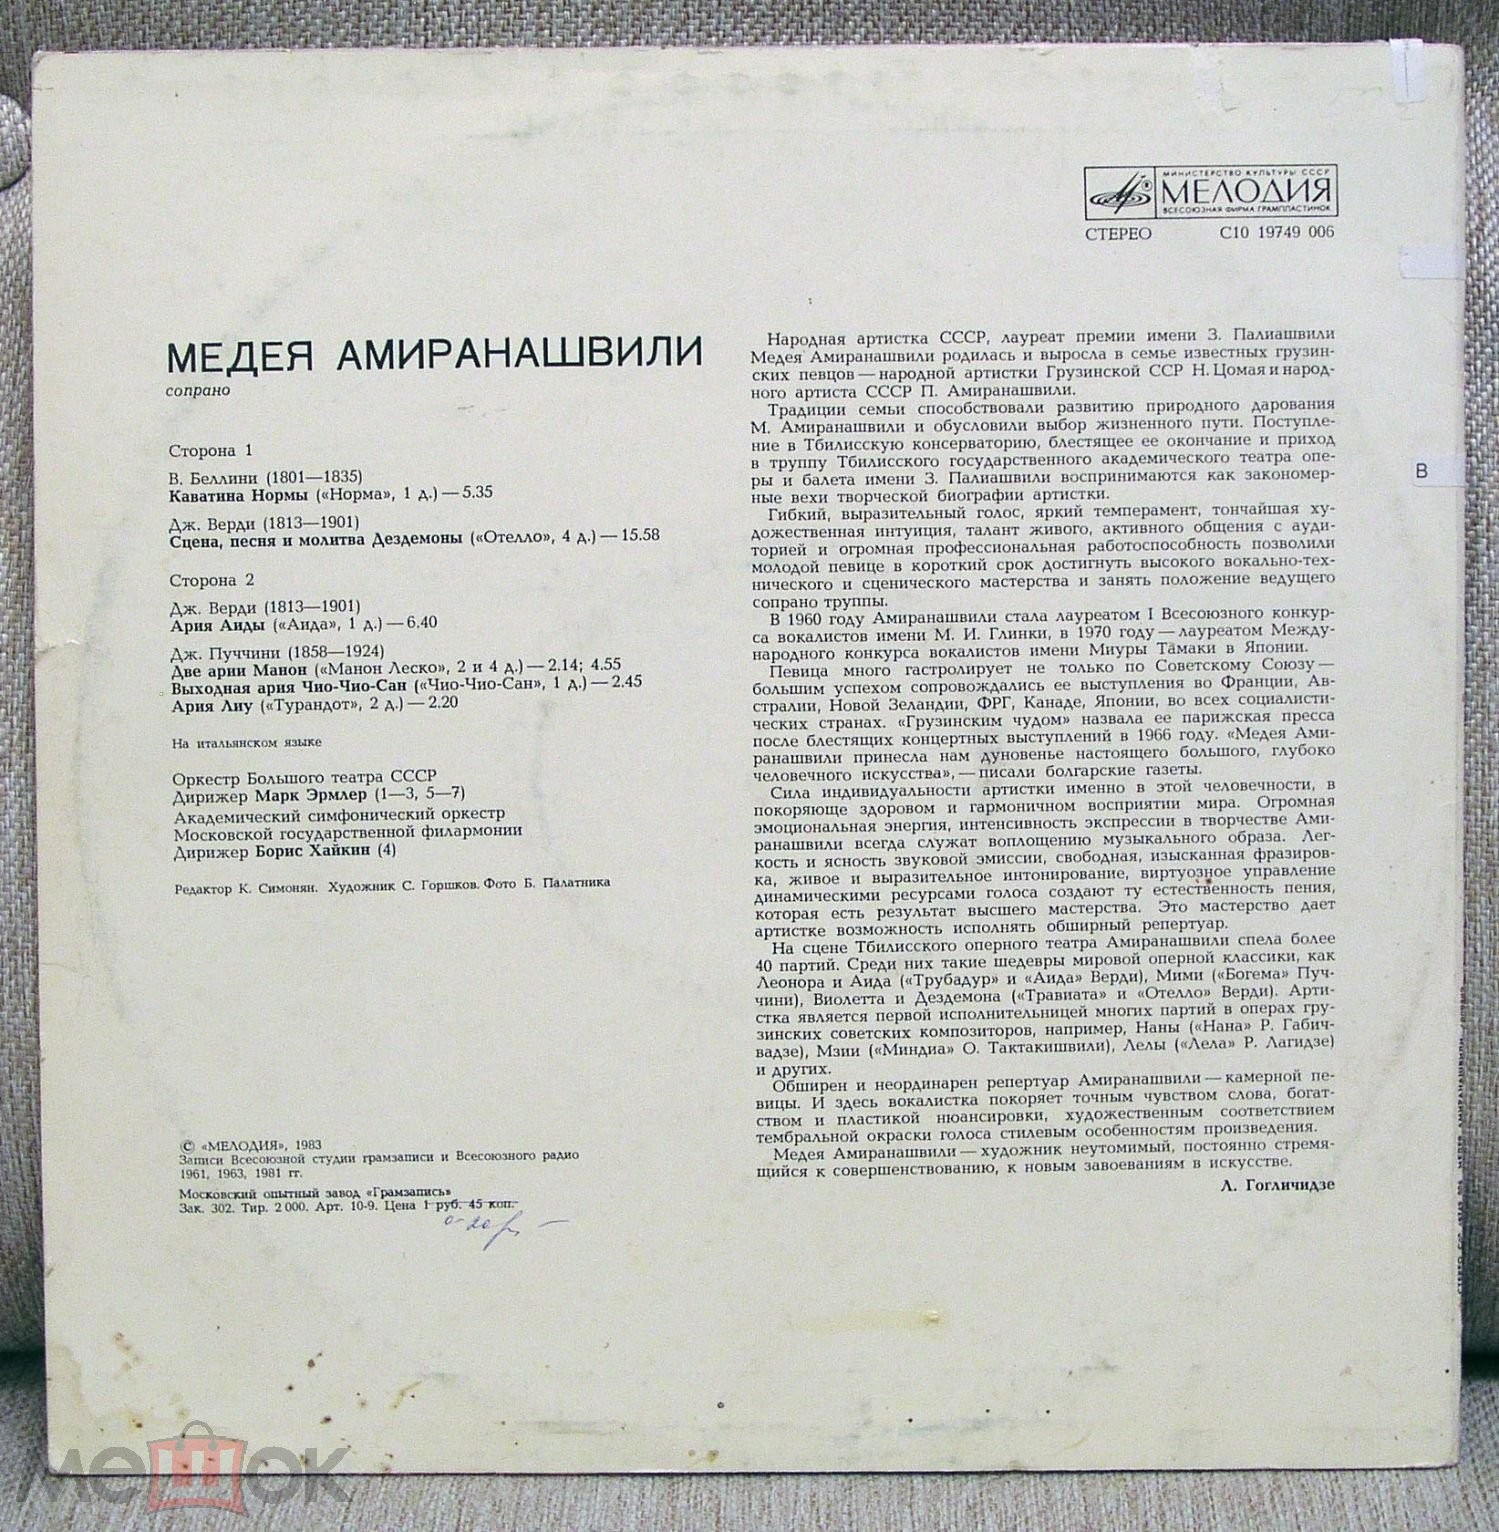 МИНИСТЕРСТВО КУЛЬТУРЫ СССР
МЕЛОДИЯ
ВСЕСОЮЗНАЯ ФИРМА ГРАМПЛАСТИНОК
СТЕРЕО С10 19749 006
МЕДЕЯ АМИРАНАШВИЛИ
сопрано
Сторона 1
В. Беллини (1801—1835)
Каватина Нормы («Норма», 1 д.) — 5.35
Дж. Верди (1813—1901)
Сцена, песня и молитва Дездемоны («Отелло», 4 д.) — 15.58
Сторона 2
Дж. Верди (1813—1901)
Ария Аиды («Аида», 1 д.) — 6.40
Дж. Пуччини (1858—1924)
Две арии Манон («Манон Леско», 2 и 4 д.) — 2.14; 4.55
Выходная ария Чио-Чио-Сан («Чио-Чио-Сан», 1 д.) — 2.45
Ария Лиу («Турандот», 2 д.) — 2.20
На итальянском языке
Оркестр Большого театра СССР
Дирижер Марк Эрмлер (1—3, 5—7)
Академический симфонический оркестр
Московской государственной филармонии
Дирижер Борис Хайкин (4)
Редактор К. Симонян. Художник С. Горшков. Фото Б. Палатника
© «МЕЛОДИЯ», 1983
Записи Всесоюзной студии грамзаписи и Всесоюзного радио
1961, 1963, 1981 гг.
Московский опытный завод «Грамзапись»
Зак. 302. Тир. 2 000. Арт. 10-9. Цена 1 руб. 45 коп.
Народная артистка СССР, лауреат премии имени З. Палиашвили
Медея Амиранашвили родилась и выросла в семье известных грузин-
ских певцов — народной артистки Грузинской ССР Н. Цомая и народ-
ного артиста СССР П. Амиранашвили.
Традиции семьи способствовали развитию природного дарования
М. Амиранашвили и обусловили выбор жизненного пути. Поступле-
ние в Тбилисскую консерваторию, блестящее ее окончание и приход
в труппу Тбилисского государственного академического театра опе-
ры и балета имени З. Палиашвили воспринимаются как закономер-
ные вехи творческой биографии артистки.
Гибкий, выразительный голос, яркий темперамент, тончайшая ху-
дожественная интуиция, талант живого, активного общения с ауди-
торией и огромная профессиональная работоспособность позволили
молодой певице в короткий срок достигнуть высокого вокально-тех-
нического и сценического мастерства и занять положение ведущего
сопрано труппы.
В 1960 году Амиранашвили стала лауреатом I Всесоюзного конкур-
са вокалистов имени М. И. Глинки, в 1970 году — лауреатом Между-
народного конкурса вокалистов имени Миуры Тамаки в Японии.
Певица много гастролирует не только по Советскому Союзу —
большим успехом сопровождались ее выступления во Франции, Ав-
стралии, Новой Зеландии, ФРГ, Канаде, Японии, во всех социалисти-
ческих странах. «Грузинским чудом» назвала ее парижская пресса
после блестящих концертных выступлений в 1966 году. «Медея Ами-
ранашвили принесла нам дуновенье настоящего большого, глубоко
человечного искусства», — писали болгарские газеты.
Сила индивидуальности артистки именно в этой человечности, в
покоряюще здоровом и гармоничном восприятии мира. Огромная
эмоциональная энергия, интенсивность экспрессии в творчестве Ами-
ранашвили всегда служат воплощению музыкального образа. Лег-
кость и ясность звуковой эмиссии, свободная, изысканная фразиров-
ка, живое и выразительное интонирование, виртуозное управление
динамическими ресурсами голоса создают ту естественность пения,
которая есть результат высшего мастерства. Это мастерство дает
артистке возможность исполнять обширный репертуар.
На сцене Тбилисского оперного театра Амиранашвили спела более
40 партий. Среди них такие шедевры мировой оперной классики, как
Леонора и Аида («Трубадур» и «Аида» Верди), Мими («Богема» Пуч-
чини), Виолетта и Дездемона («Травиата» и «Отелло» Верди). Арти-
стка является первой исполнительницей многих партий в операх гру-
зинских советских композиторов, например, Наны («Нана» Р. Габич-
вадзе), Мзии («Миндиа» О. Тактакишвили), Лелы («Лела» Р. Лагидзе)
и других.
Обширен и неординарен репертуар Амиранашвили — камерной пе-
вицы. И здесь вокалистка покоряет точным чувством слова, богат-
ством и пластикой нюансировки, художественным соответствием
тембральной окраски голоса стилевым особенностям произведения.
Медея Амиранашвили — художник неутомимый, постоянно стремя-
щийся к совершенствованию, к новым завоеваниям в искусстве.
Л. Гогличидзе
В
мешок